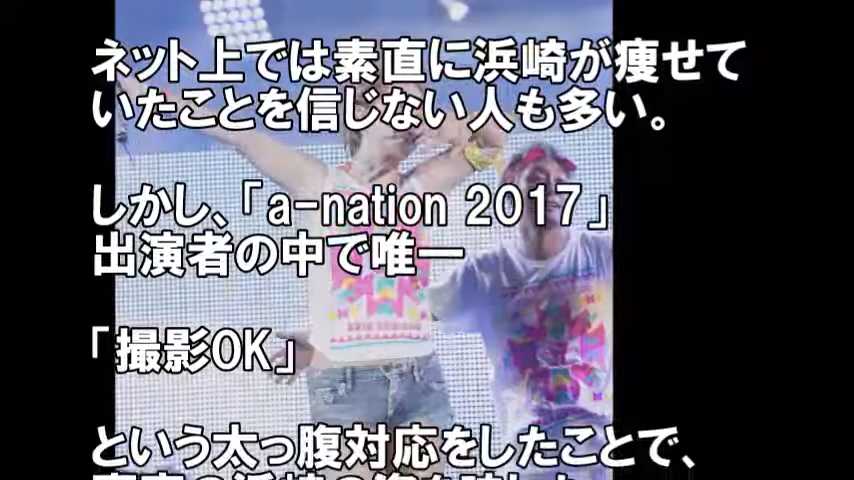 ネット上では素直に浜崎が痩せて
いたことを信じない人も多い。
しかし、「a-nation 2017」
出演者の中で唯一
「撮影OK」
という太っ腹対応をしたことで、